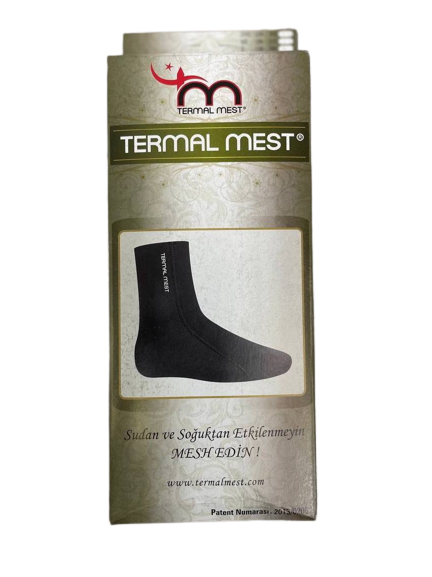 TERMAL MEST®
TERMAL MEST®
TERMAL MEST
Sudan ve Soğuktan Etkilenmeyin
MESH EDİN !
www.termalmest.com
Patent Numarası: